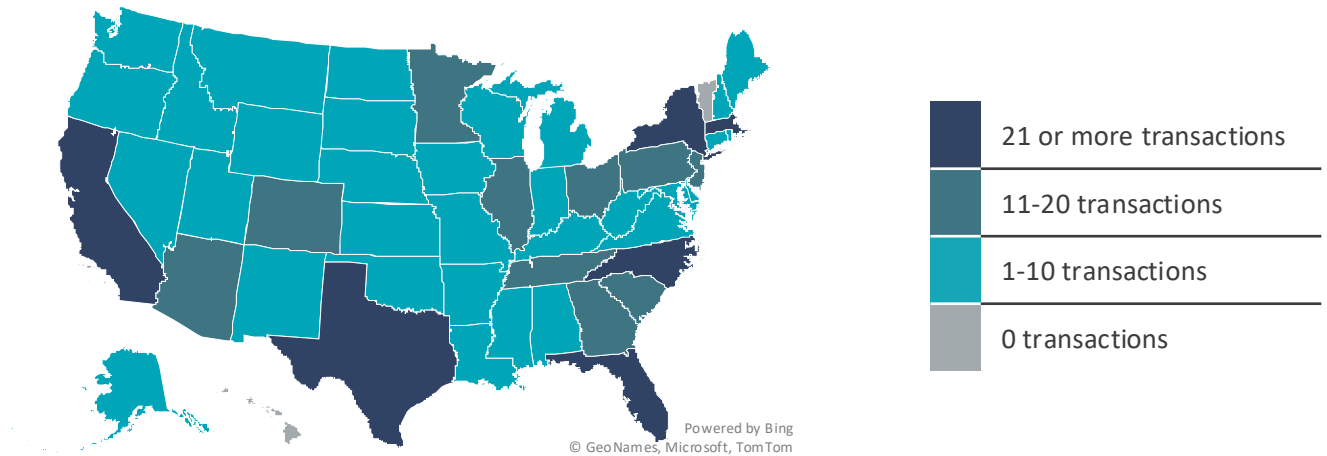 21 or more transactions
11-20 transactions
1-10 transactions
0 transactions
Powered by Bing
© GeoNames, Microsoft, TomTom